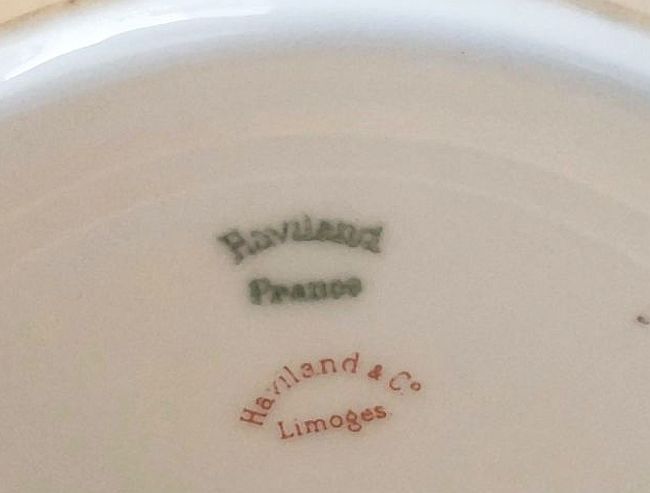 Haviland
France
Haviland & Co
Limoges